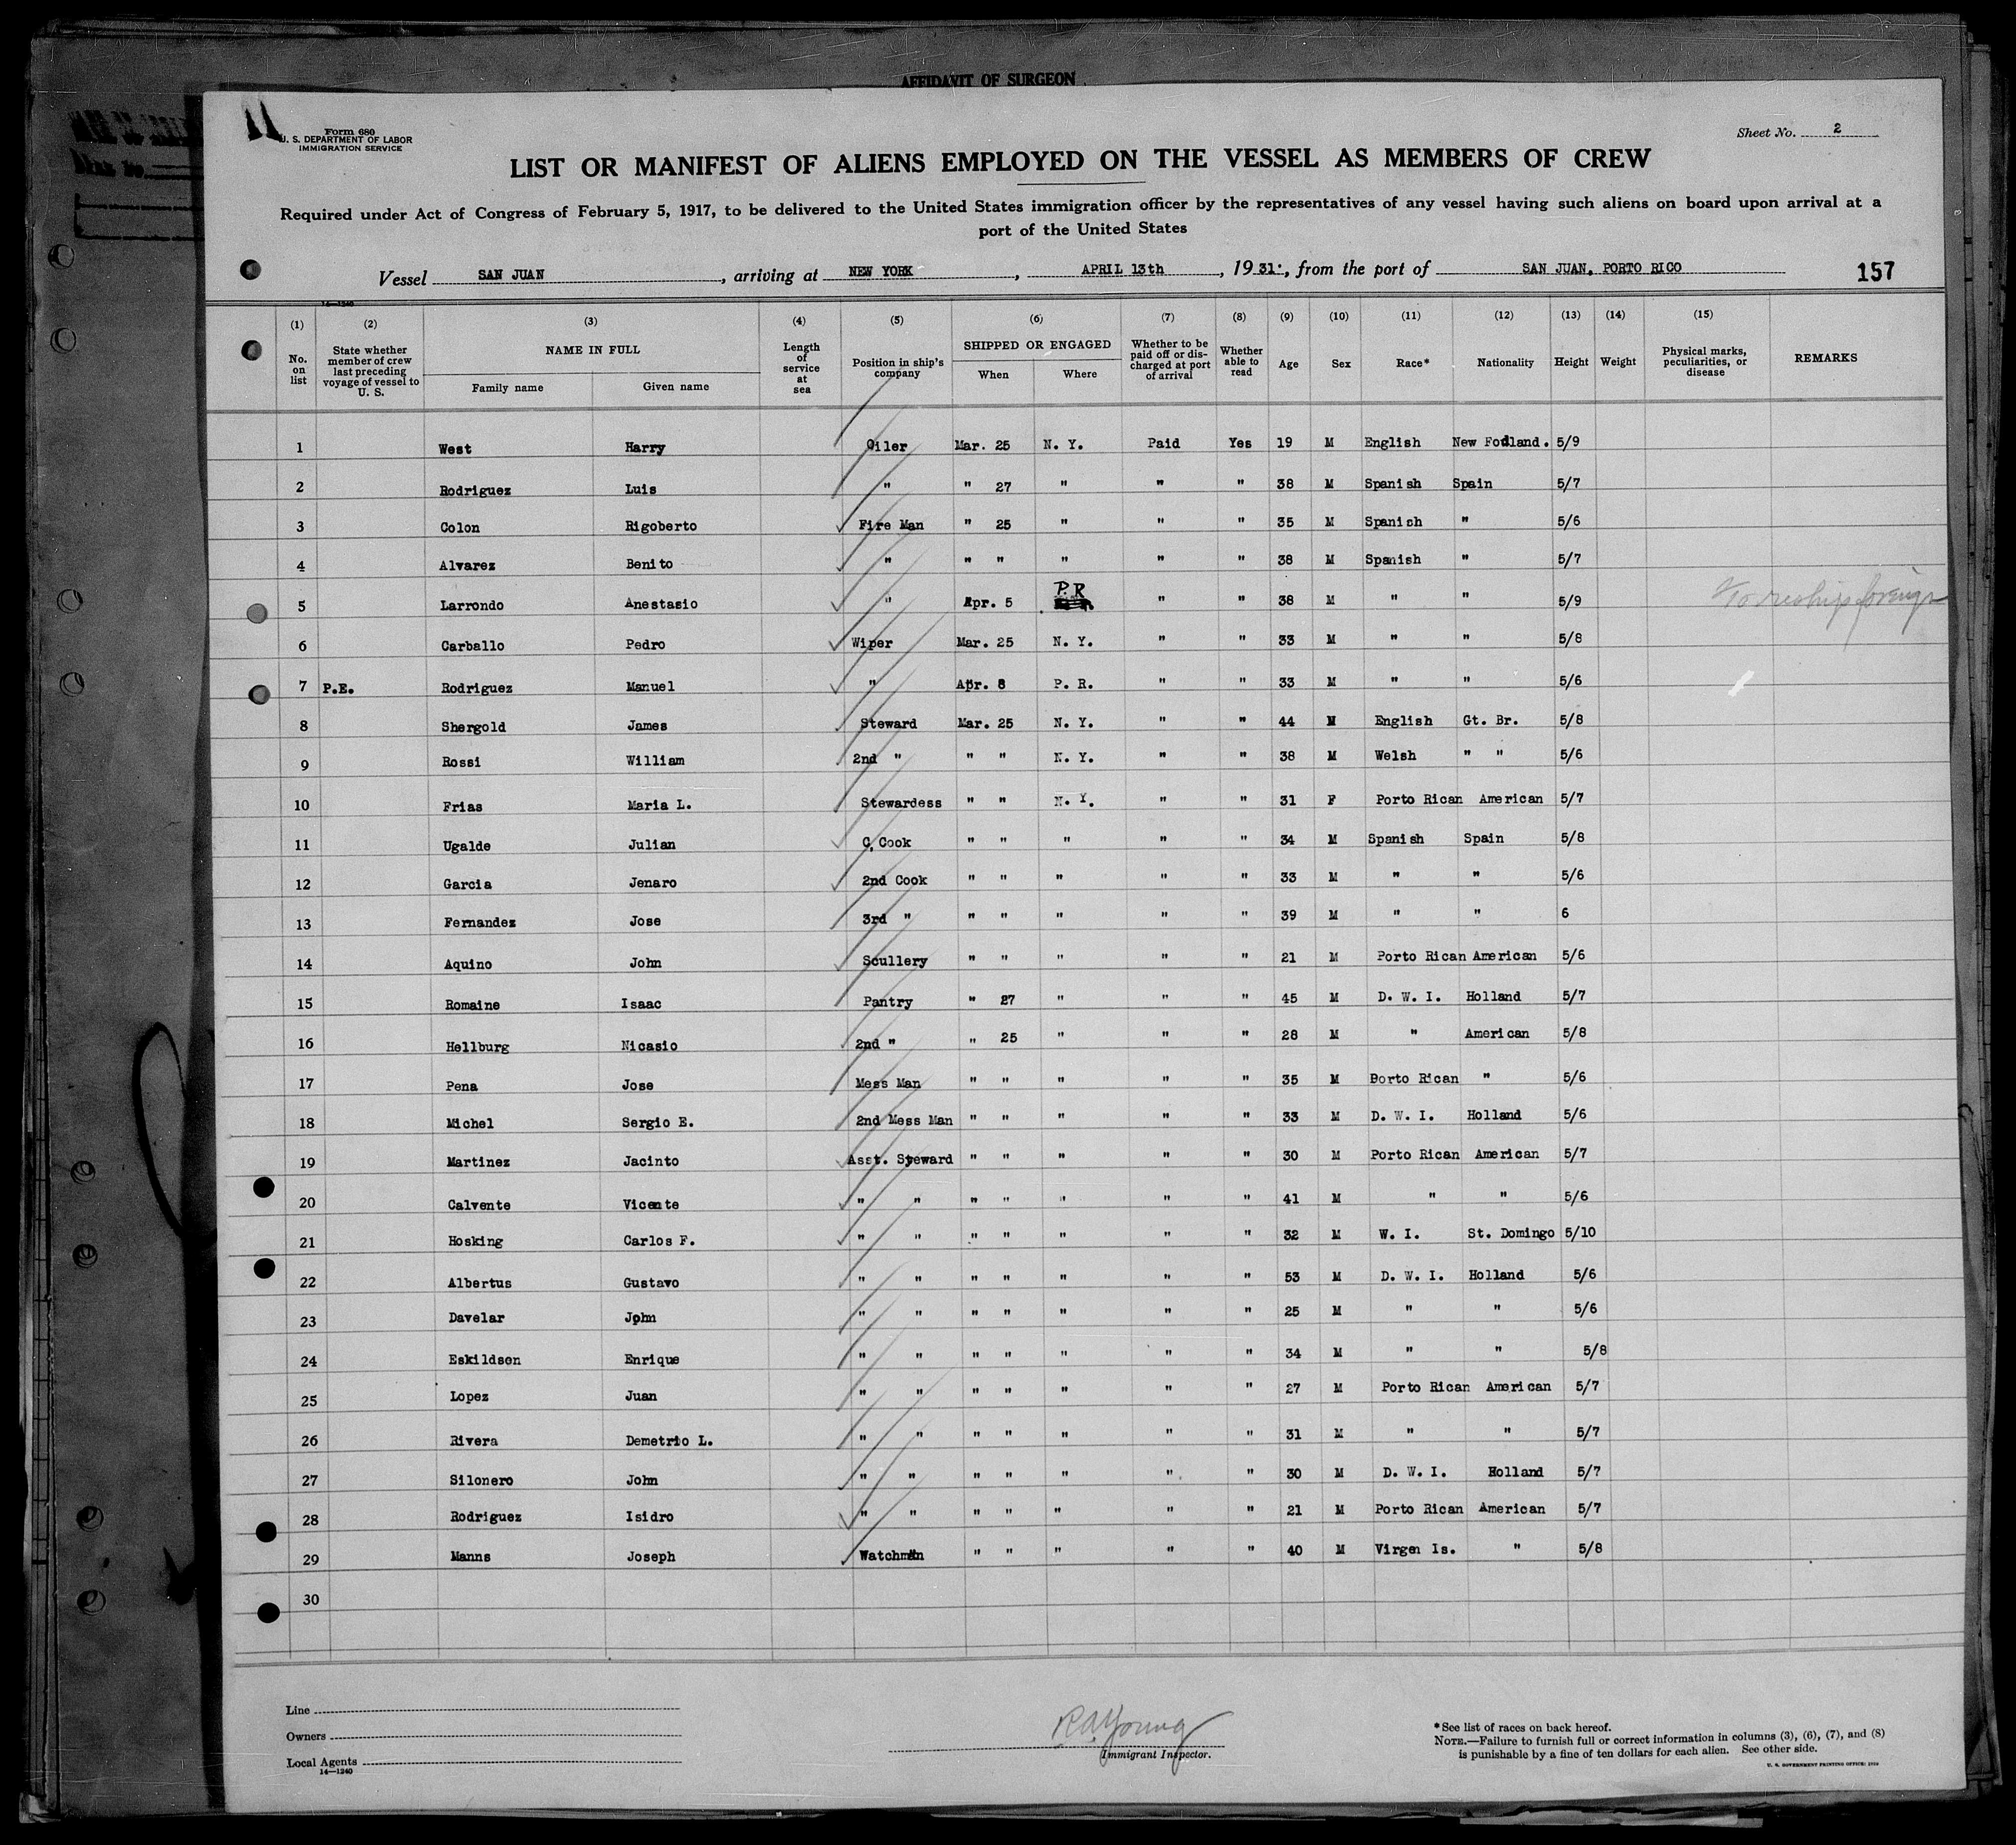 AFFIDAVIT OF SURGEON
11
Form 680
U. S. DEPARTMENT OF LABOR
IMMIGRATION SERVICE
Sheet No. 2
LIST OR MANIFEST OF ALIENS EMPLOYED ON THE VESSEL AS MEMBERS OF CREW
Required under Act of Congress of February 5, 1917, to be delivered to the United States immigration officer by the representatives of any vessel having such aliens on board upon arrival at a
port of the United States
Vessel SAN JUAN, arriving at NEW YORK, APRIL 13th, 1931., from the port of SAN JUAN, PORTO RICO 157
14—1240
(1) (2) (3) (4) (5) (6) (7) (8) (9) (10) (11) (12) (13) (14) (15)
No. on list State whether member of crew last preceding voyage of vessel to U. S. NAME IN FULL Family name Given name Length of service at sea Position in ship's company SHIPPED OR ENGAGED When Where Whether to be paid off or discharged at port of arrival Whether able to read Age Sex Race* Nationality Height Weight Physical marks, peculiarities, or disease REMARKS
1 West Harry Oiler Mar. 25 N. Y. Paid Yes 19 M English New Fodland. 5/9
2 Rodriguez Luis " " 27 " " " 38 M Spanish Spain 5/7
3 Colon Rigoberto Fire Man " 25 " " " 35 M Spanish " 5/6
4 Alvarez Benito " " " " " " 38 M Spanish " 5/7
5 Larrondo Anestasio " Apr. 5 P.R " " 38 M " " 5/9 To reship foreign
6 Carballo Pedro Wiper Mar. 25 N. Y. " " 33 M " " 5/8
7 P.E. Rodriguez Manuel " Apr. 8 P. R. " " 33 M " " 5/6
8 Shergold James Steward Mar. 25 N. Y. " " 44 M English Gt. Br. 5/8
9 Rossi William 2nd " " " N. Y. " " 38 M Welsh " " 5/6
10 Frias Maria L. Stewardess " " N. Y. " " 31 F Porto Rican American 5/7
11 Ugalde Julian C, Cook " " " " " 34 M Spanish Spain 5/8
12 Garcia Jenaro 2nd Cook " " " " " 33 M " " 5/6
13 Fernandez Jose 3rd " " " " " " 39 M " " 6
14 Aquino John Scullery " " " " " 21 M Porto Rican American 5/6
15 Romaine Isaac Pantry " 27 " " " 45 M D. W. I. Holland 5/7
16 Hellburg Nicasio 2nd " " 25 " " " 28 M " American 5/8
17 Pena Jose Mess Man " " " " " 35 M Borto Rican " 5/6
18 Michel Sergio E. 2nd Mess Man " " " " " 33 M D. W. I. Holland 5/6
19 Martinez Jacinto Asst. Steward " " " " " 30 M Porto Rican American 5/7
20 Calvente Vicente " " " " " " " 41 M " " 5/6
21 Hosking Carlos F. " " " " " " " 32 M W. I. St. Domingo 5/10
22 Albertus Gustavo " " " " " " " 53 M D. W. I. Holland 5/6
23 Davelar John " " " " " " " 25 M " " 5/6
24 Eskildsen Enrique " " " " " " " 34 M " " 5/8
25 Lopez Juan " " " " " " " 27 M Porto Rican American 5/7
26 Rivera Demetrio L. " " " " " " " 31 M " " 5/7
27 Silonero John " " " " " " " 30 M D. W. I. Holland 5/7
28 Rodriguez Isidro " " " " " " " 21 M Porto Rican American 5/7
29 Manns Joseph Watchman " " " " " 40 M Virgen Is. " 5/8
30
Line
Owners
Local Agents
14—1240
R A Young
Immigrant Inspector.
*See list of races on back hereof.
NOTE.—Failure to furnish full or correct information in columns (3), (6), (7), and (8)
is punishable by a fine of ten dollars for each alien. See other side.
U. S. GOVERNMENT PRINTING OFFICE: